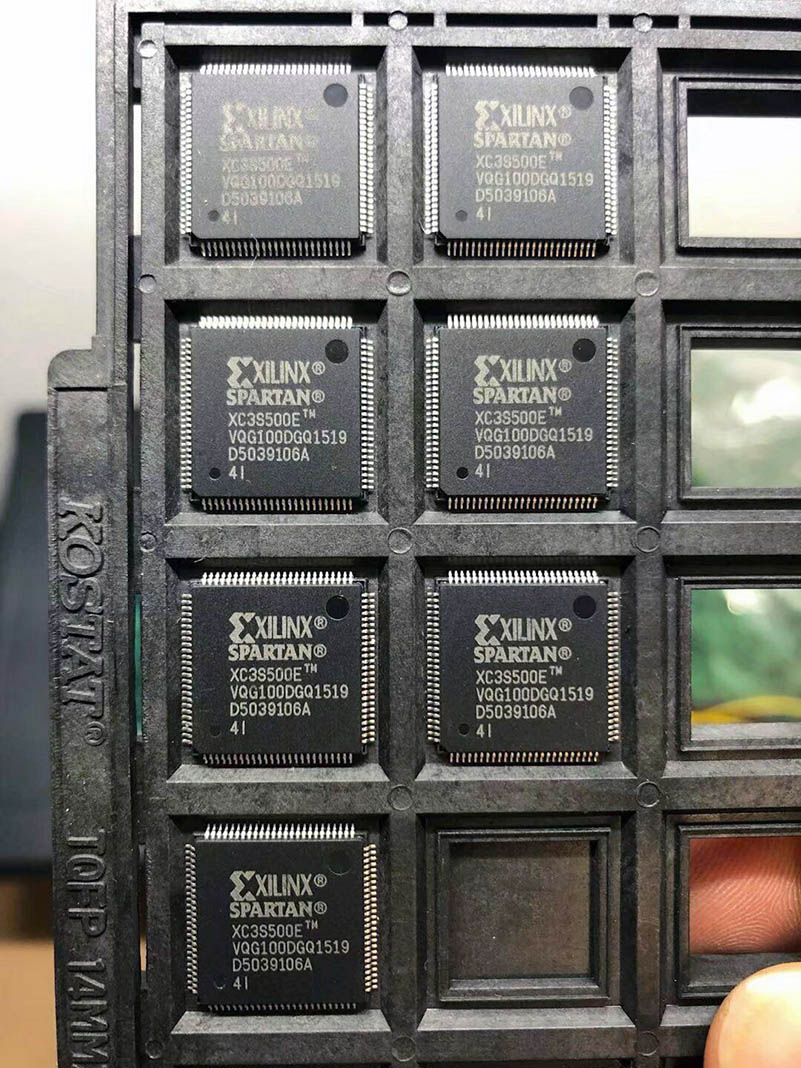 XILINX®
SPARTAN®
XC3S500E™
VQG100DGQ1519
D5039106A
4I
XILINX®
SPARTAN®
XC3S500E™
VQG100DGQ1519
D5039106A
4I
XILINX®
SPARTAN®
XC3S500E™
VQG100DGQ1519
D5039106A
4I
XILINX®
SPARTAN®
XC3S500E™
VQG100DGQ1519
D5039106A
4I
XILINX®
SPARTAN®
XC3S500E™
VQG100DGQ1519
D5039106A
4I
XILINX®
SPARTAN®
XC3S500E™
VQG100DGQ1519
D5039106A
4I
XILINX®
SPARTAN®
XC3S500E™
VQG100DGQ1519
D5039106A
4I
KOSTAT® TQFP 14MM